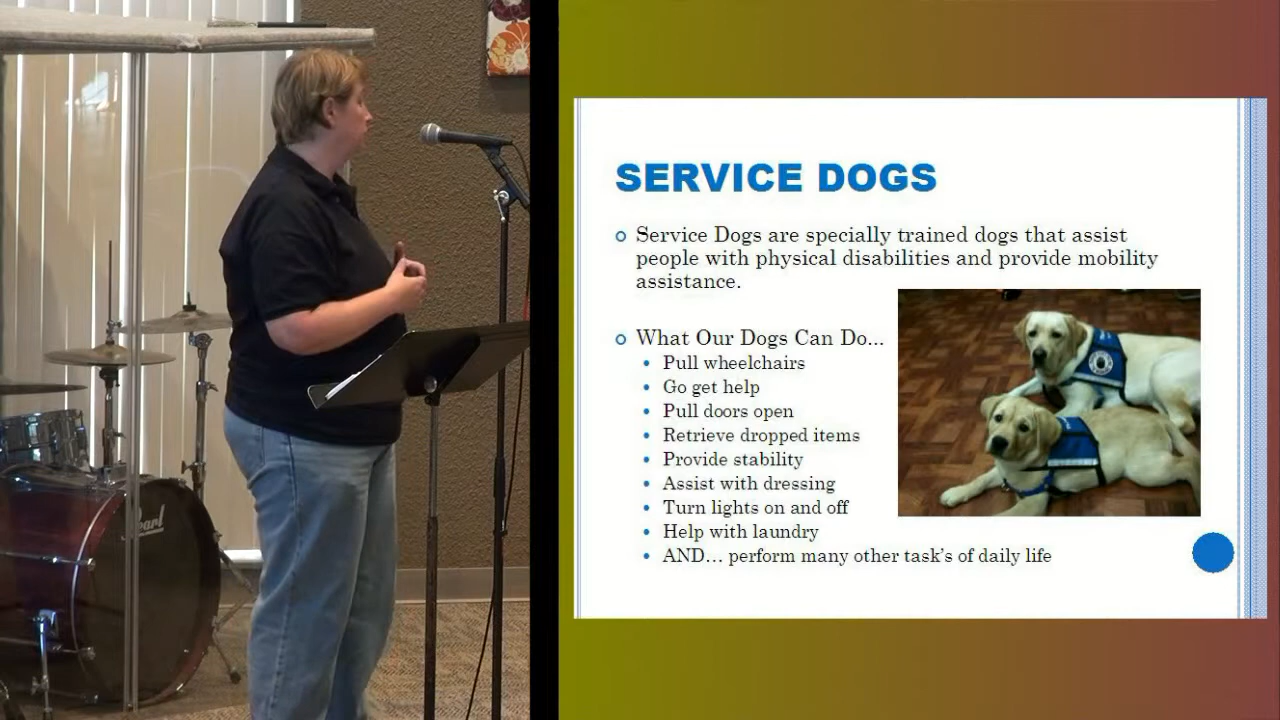 SERVICE DOGS
Service Dogs are specially trained dogs that assist
people with physical disabilities and provide mobility
assistance.
What Our Dogs Can Do...
Pull wheelchairs
Go get help
Pull doors open
Retrieve dropped items
Provide stability
Assist with dressing
Turn lights on and off
Help with laundry
AND... perform many other task's of daily life
Pearl